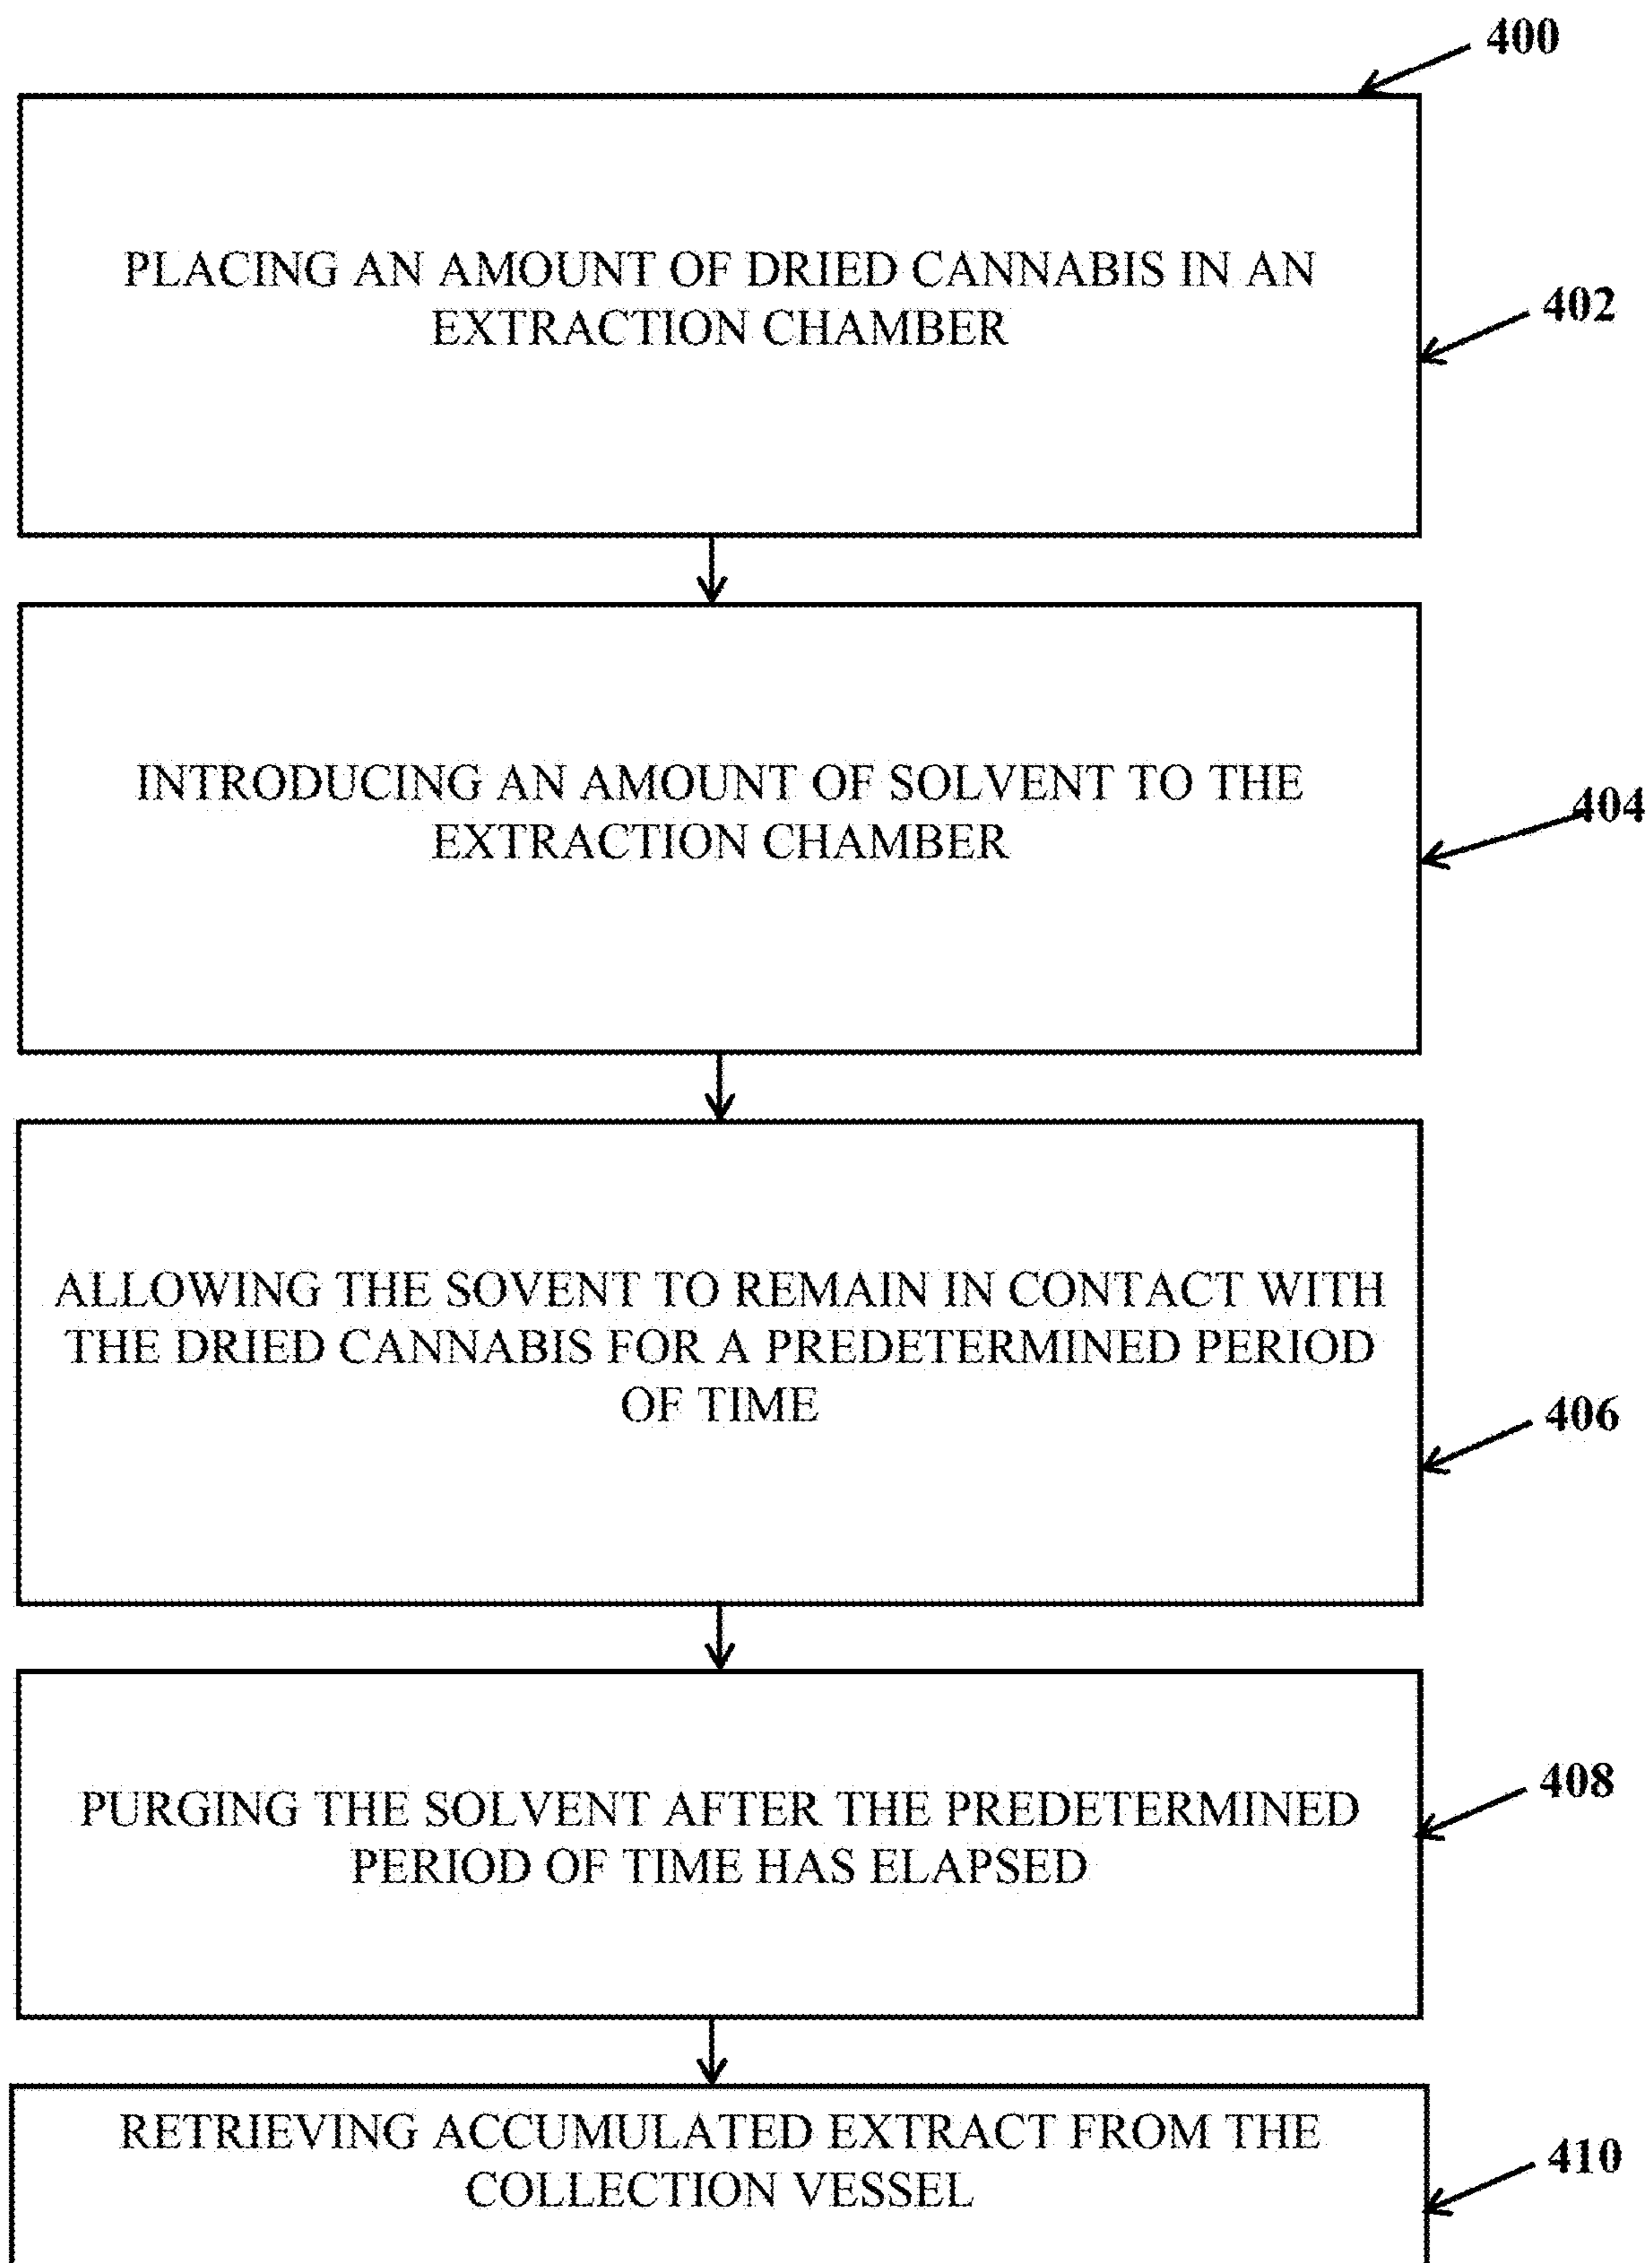 400
PLACING AN AMOUNT OF DRIED CANNABIS IN AN
EXTRACTION CHAMBER
402
INTRODUCING AN AMOUNT OF SOLVENT TO THE
EXTRACTION CHAMBER
404
ALLOWING THE SOVENT TO REMAIN IN CONTACT WITH
THE DRIED CANNABIS FOR A PREDETERMINED PERIOD
OF TIME
406
PURGING THE SOLVENT AFTER THE PREDETERMINED
PERIOD OF TIME HAS ELAPSED
408
RETRIEVING ACCUMULATED EXTRACT FROM THE
COLLECTION VESSEL
410